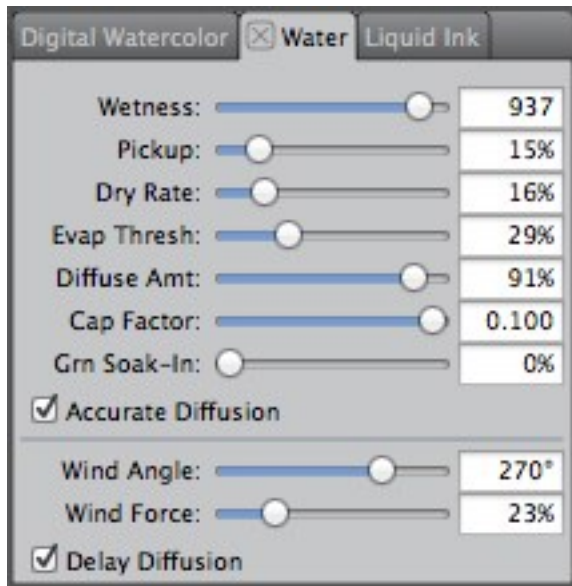 Digital Watercolor Water Liquid Ink
Wetness: 937
Pickup: 15%
Dry Rate: 16%
Evap Thresh: 29%
Diffuse Amt: 91%
Cap Factor: 0.100
Grn Soak-In: 0%
Accurate Diffusion
Wind Angle: 270°
Wind Force: 23%
Delay Diffusion